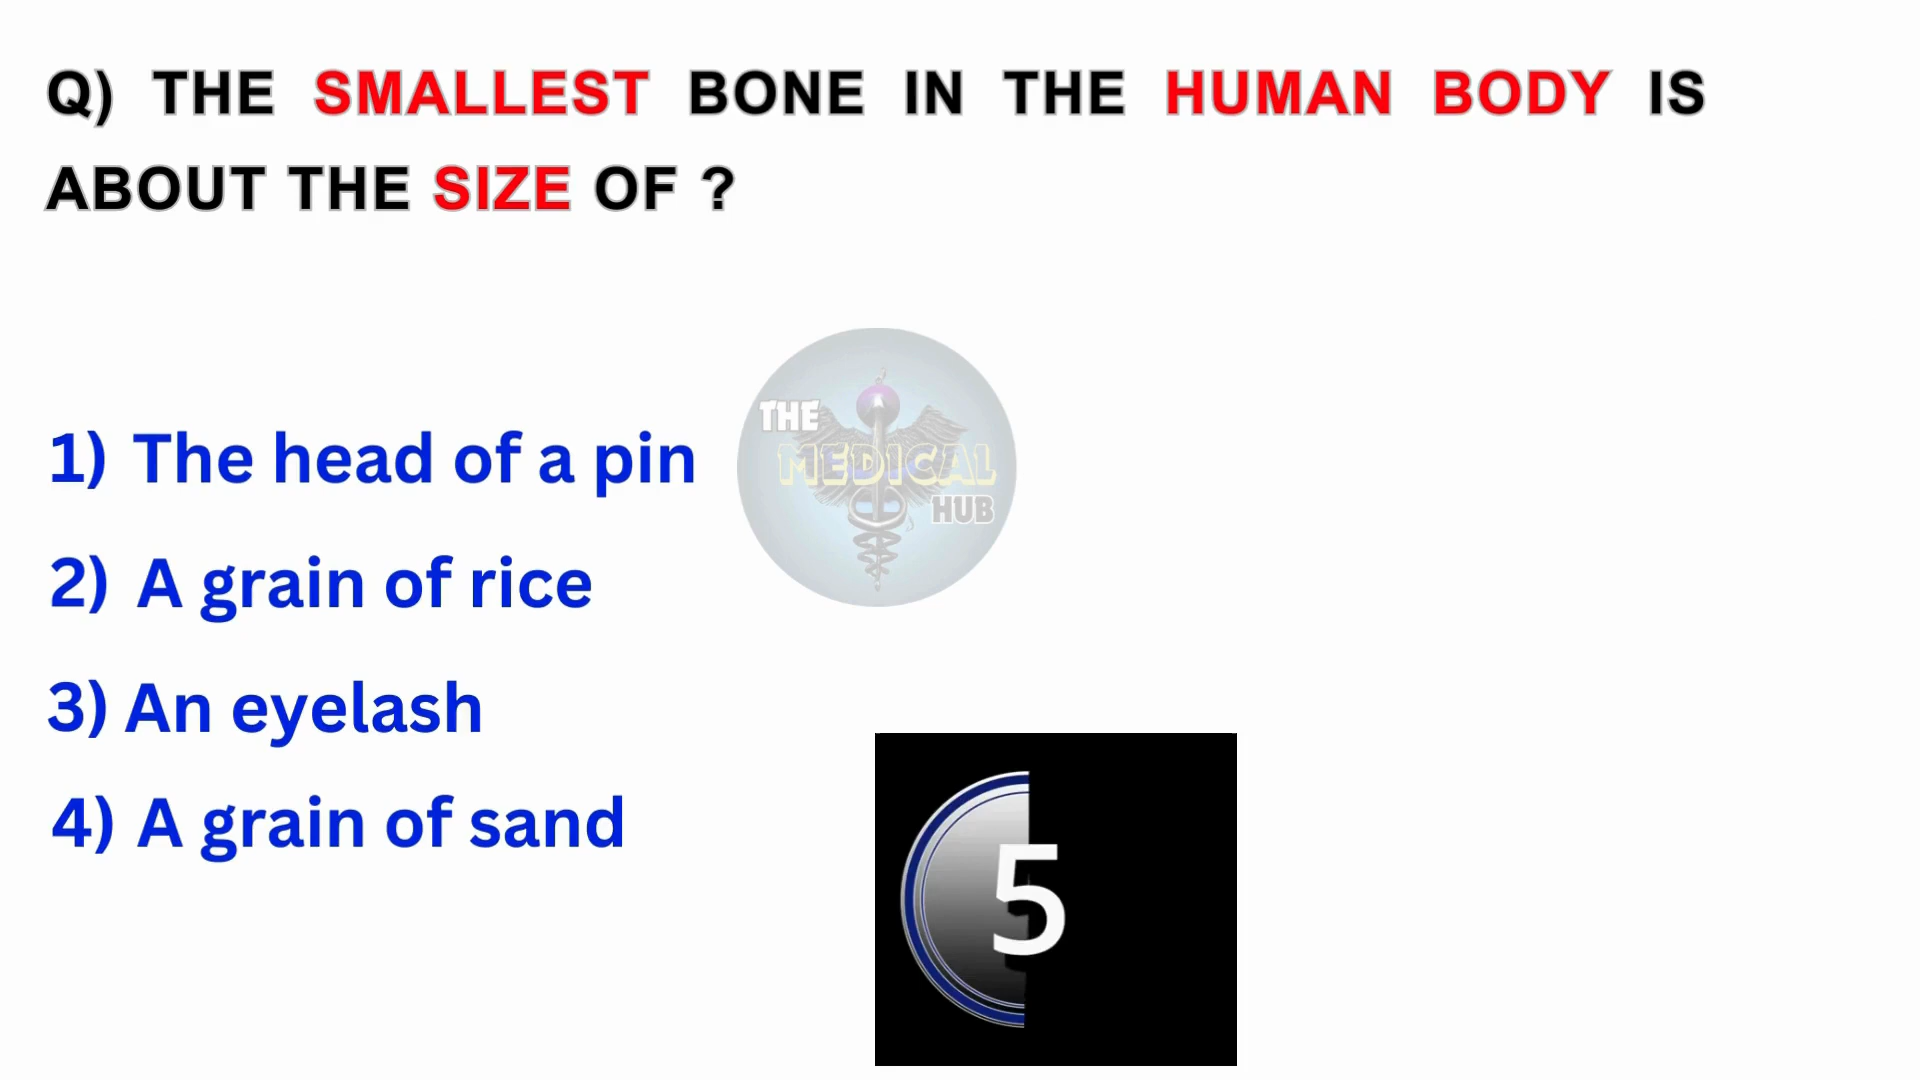 Q) THE SMALLEST BONE IN THE HUMAN BODY IS
ABOUT THE SIZE OF ?
THE
MEDICAL
HUB
1) The head of a pin
2) A grain of rice
3) An eyelash
4) A grain of sand
5